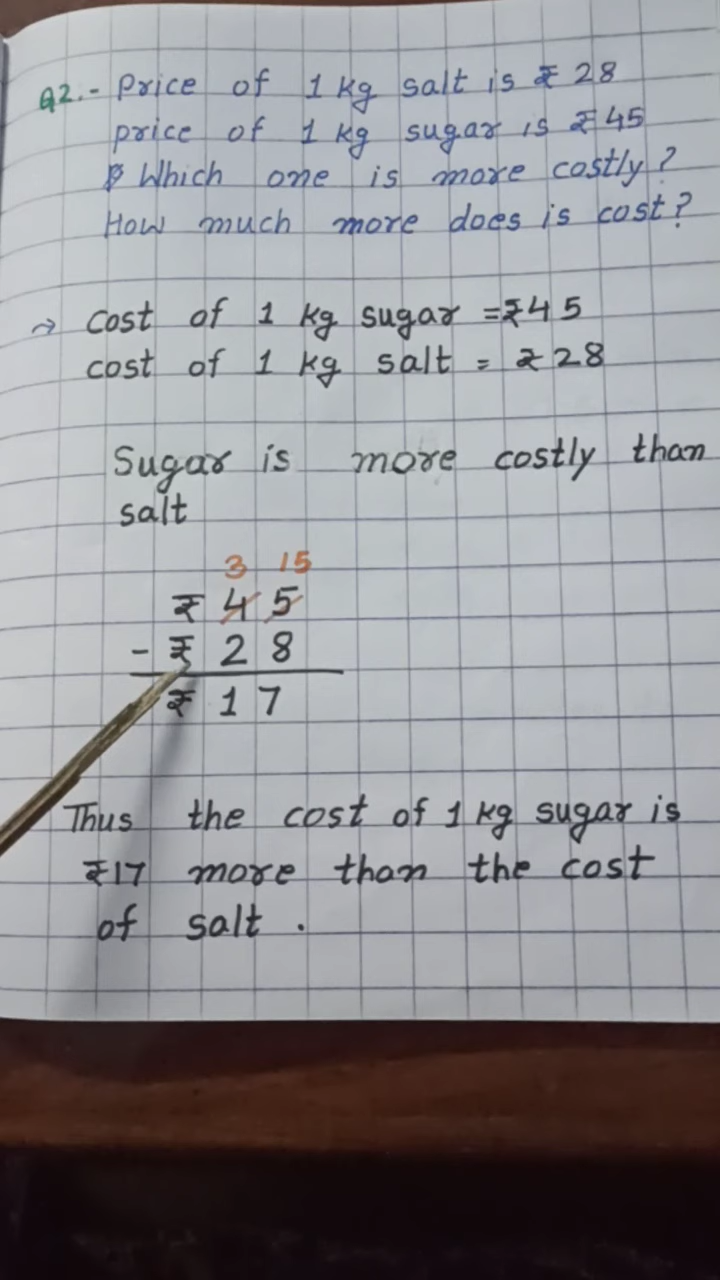 Q2.- Price of 1 kg salt is ₹ 28
price of 1 kg sugar is ₹ 45
Which one is more costly?
How much more does is cost?
→ cost of 1 kg sugar = ₹45
cost of 1 kg salt = ₹ 28
Sugar is more costly than
salt
3 15
₹ 4 5
- ₹ 2 8
₹ 1 7
Thus the cost of 1 kg sugar is
₹17 more than the cost
of salt .